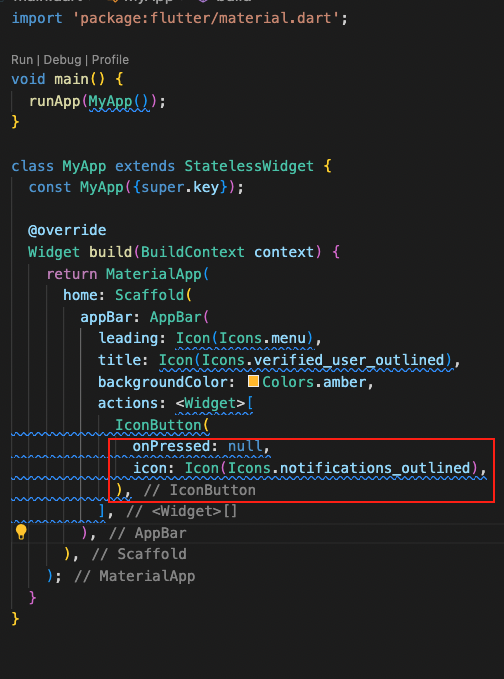 import 'package:flutter/material.dart';
Run | Debug | Profile
void main() {
  runApp(MyApp());
}
class MyApp extends StatelessWidget {
  const MyApp({super.key});
  @override
  Widget build(BuildContext context) {
    return MaterialApp(
      home: Scaffold(
        appBar: AppBar(
          leading: Icon(Icons.menu),
          title: Icon(Icons.verified_user_outlined),
          backgroundColor: Colors.amber,
          actions: <Widget>[
            IconButton(
              onPressed: null,
              icon: Icon(Icons.notifications_outlined),
            ), // IconButton
          ], // <Widget>[]
        ), // AppBar
      ), // Scaffold
    ); // MaterialApp
  }
}